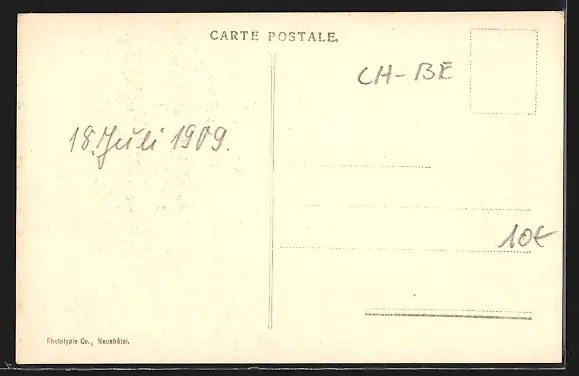 CARTE POSTALE.
CH-BE
18. Juli 1909.
10€
Phototypie Co., Neuchâtel.